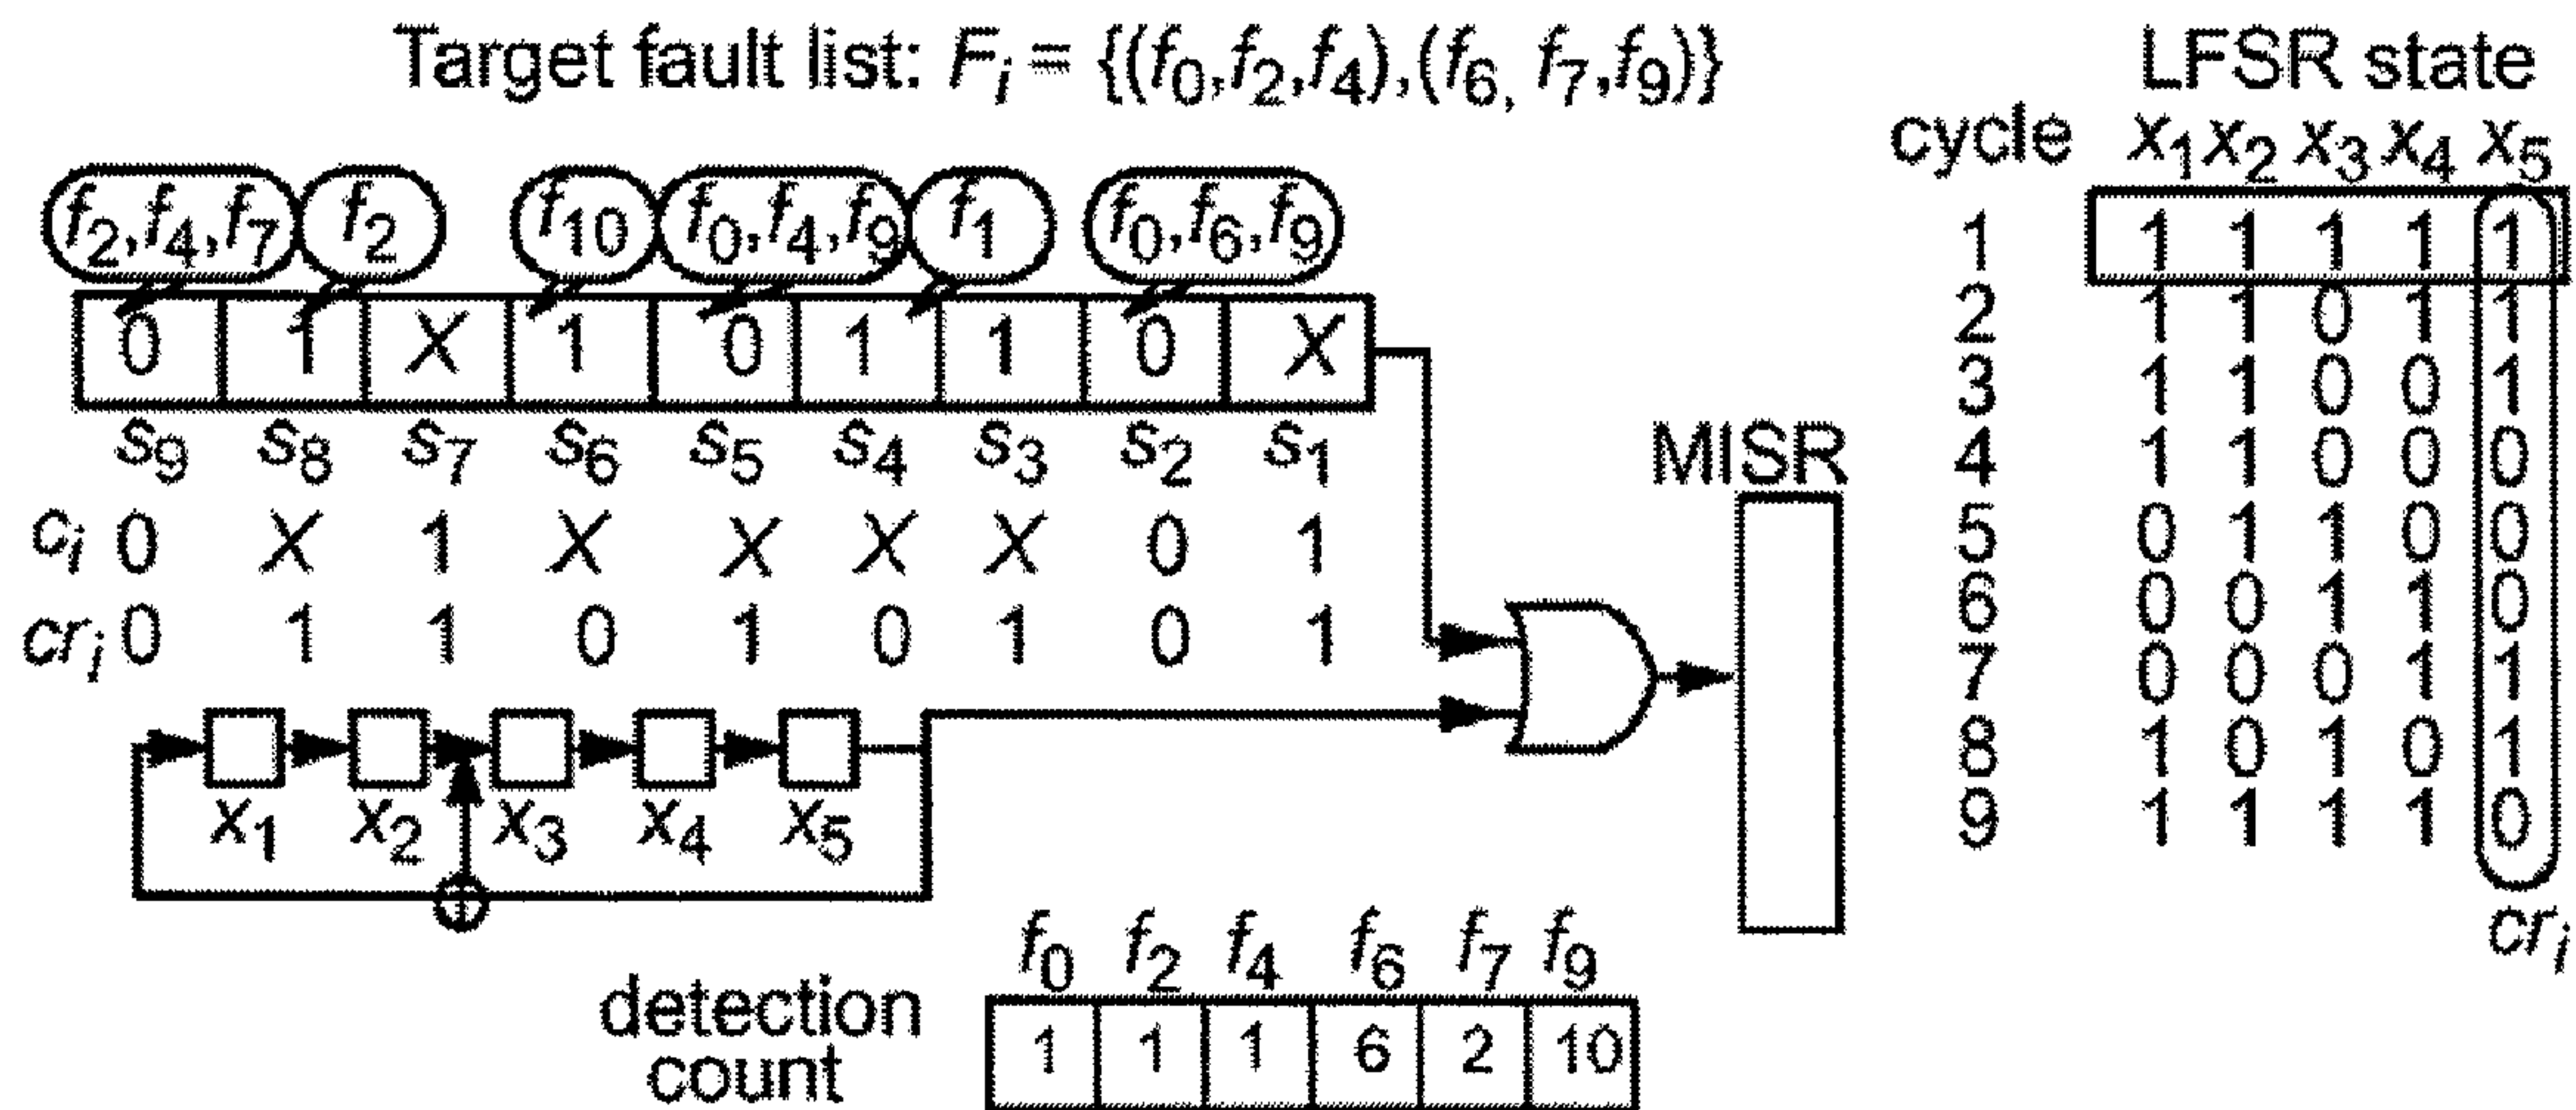 Target fault list: Fi = {(f0,f2,f4),(f6, f7,f9)}
f2,f4,f7 f2 f10 f0,f4,f9 f1 f0,f6,f9
0 1 X 1 0 1 1 0 X
s9 s8 s7 s6 s5 s4 s3 s2 s1
ci 0 X 1 X X X X 0 1
cri 0 1 1 0 1 0 1 0 1
x1 x2 x3 x4 x5
MISR
f0 f2 f4 f6 f7 f9
detection
count
1 1 1 6 2 10
LFSR state
cycle x1 x2 x3 x4 x5
1 1 1 1 1 1
2 1 1 0 1 1
3 1 1 0 0 1
4 1 1 0 0 0
5 0 1 1 0 0
6 0 0 1 1 0
7 0 0 0 1 1
8 1 0 1 0 1
9 1 1 1 1 0
cri